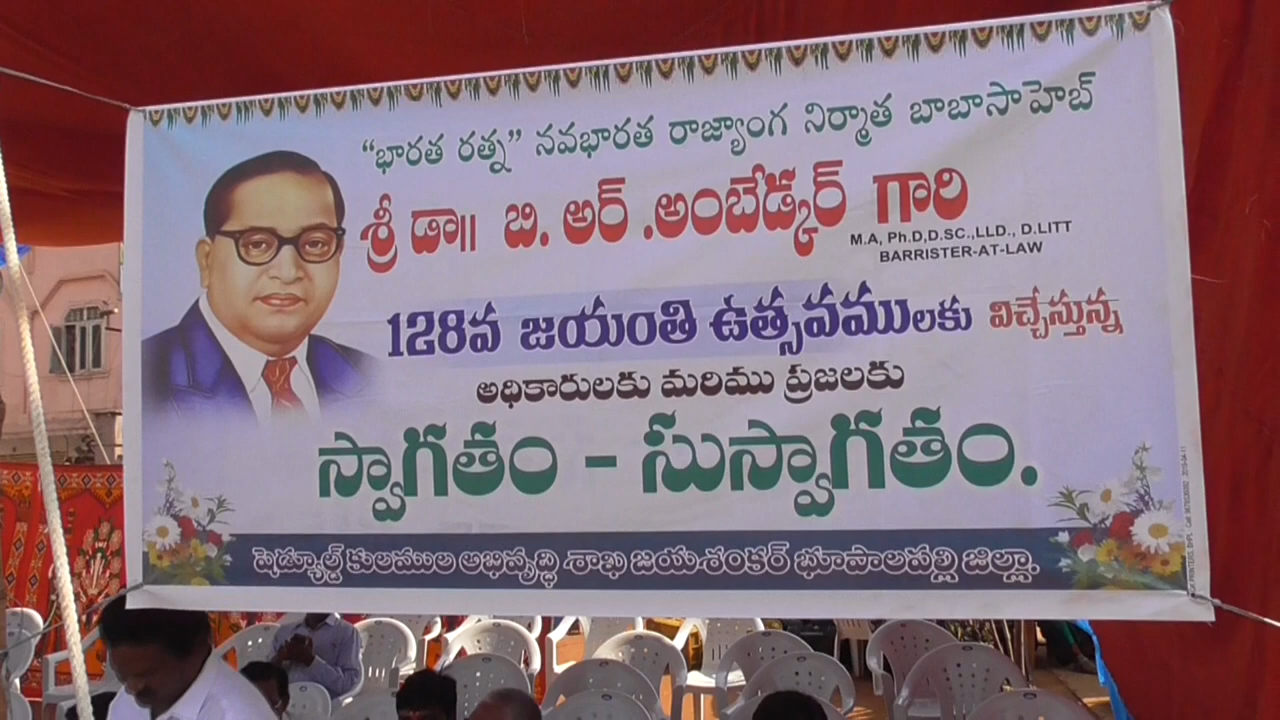 “భారత రత్న” నవభారత రాజ్యాంగ నిర్మాత బాబాసాహెబ్
శ్రీ డా॥ బి. అర్ .అంబేడ్కర్ గారి
M.A, Ph.D,D.SC.,LLD., D.LITT
BARRISTER-AT-LAW
128వ జయంతి ఉత్సవములకు విచ్చేస్తున్న
అధికారులకు మరిము ప్రజలకు
స్వాగతం - సుస్వాగతం.
షెడ్యూల్డ్ కులముల అభివృద్ధి శాఖ జయశంకర్ భూపాలపల్లి జిల్లా.